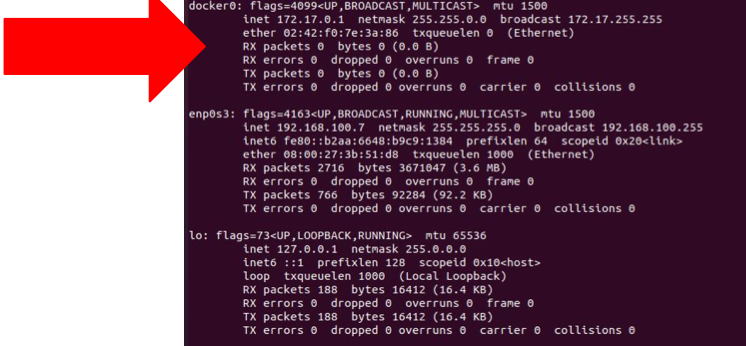 docker0: flags=4099<UP,BROADCAST,MULTICAST>  mtu 1500
        inet 172.17.0.1  netmask 255.255.0.0  broadcast 172.17.255.255
        ether 02:42:f0:7e:3a:86  txqueuelen 0  (Ethernet)
        RX packets 0  bytes 0 (0.0 B)
        RX errors 0  dropped 0  overruns 0  frame 0
        TX packets 0  bytes 0 (0.0 B)
        TX errors 0  dropped 0 overruns 0  carrier 0  collisions 0

enp0s3: flags=4163<UP,BROADCAST,RUNNING,MULTICAST>  mtu 1500
        inet 192.168.100.7  netmask 255.255.255.0  broadcast 192.168.100.255
        inet6 fe80::b2aa:6648:b9c9:1384  prefixlen 64  scopeid 0x20<link>
        ether 08:00:27:3b:51:d8  txqueuelen 1000  (Ethernet)
        RX packets 2716  bytes 3671047 (3.6 MB)
        RX errors 0  dropped 0  overruns 0  frame 0
        TX packets 766  bytes 92284 (92.2 KB)
        TX errors 0  dropped 0 overruns 0  carrier 0  collisions 0

lo: flags=73<UP,LOOPBACK,RUNNING>  mtu 65536
        inet 127.0.0.1  netmask 255.0.0.0
        inet6 ::1  prefixlen 128  scopeid 0x10<host>
        loop  txqueuelen 1000  (Local Loopback)
        RX packets 188  bytes 16412 (16.4 KB)
        RX errors 0  dropped 0  overruns 0  frame 0
        TX packets 188  bytes 16412 (16.4 KB)
        TX errors 0  dropped 0 overruns 0  carrier 0  collisions 0